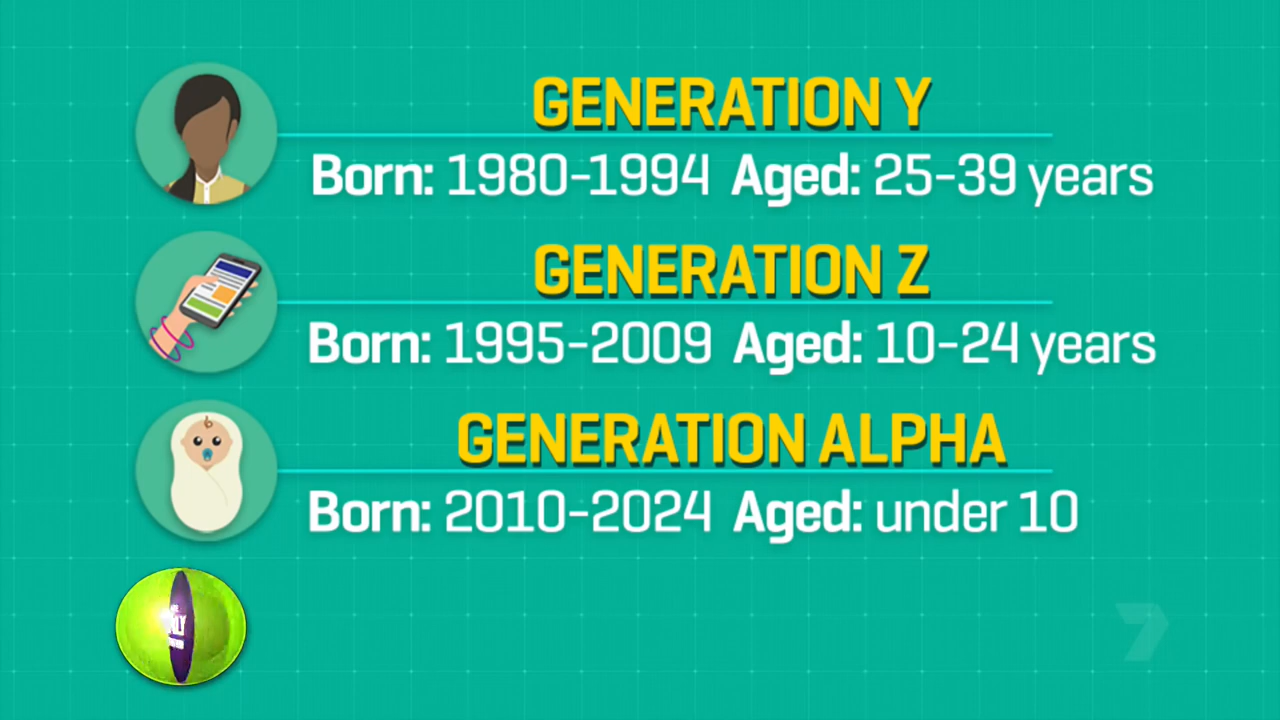 GENERATION Y
Born: 1980-1994 Aged: 25-39 years
GENERATION Z
Born: 1995-2009 Aged: 10-24 years
GENERATION ALPHA
Born: 2010-2024 Aged: under 10
7